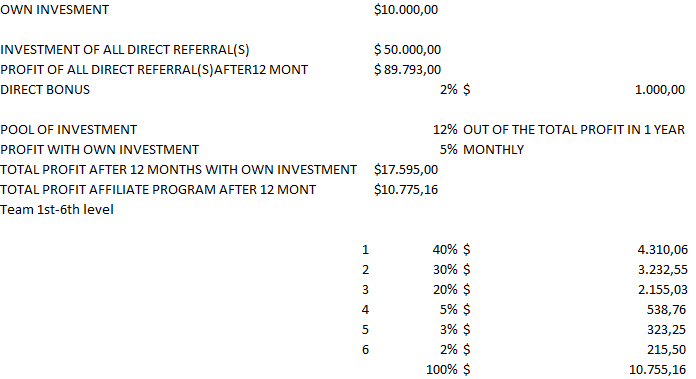 OWN INVESMENT $10.000,00
INVESTMENT OF ALL DIRECT REFERRAL(S) $ 50.000,00
PROFIT OF ALL DIRECT REFERRAL(S)AFTER12 MONT $ 89.793,00
DIRECT BONUS 2% $ 1.000,00
POOL OF INVESTMENT 12% OUT OF THE TOTAL PROFIT IN 1 YEAR
PROFIT WITH OWN INVESTMENT 5% MONTHLY
TOTAL PROFIT AFTER 12 MONTHS WITH OWN INVESTMENT $17.595,00
TOTAL PROFIT AFFILIATE PROGRAM AFTER 12 MONT $10.775,16
Team 1st-6th level
1 40% $ 4.310,06
2 30% $ 3.232,55
3 20% $ 2.155,03
4 5% $ 538,76
5 3% $ 323,25
6 2% $ 215,50
100% $ 10.755,16